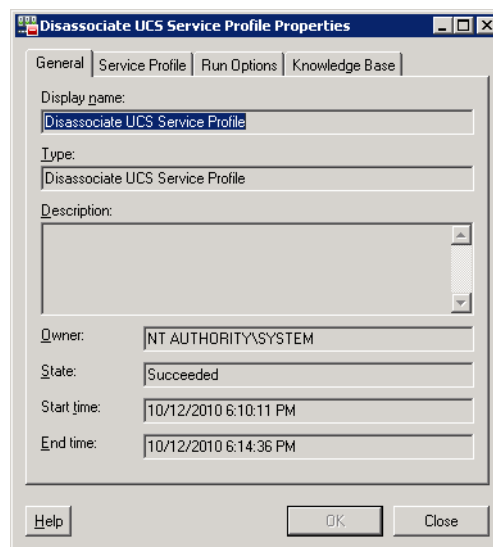 Disassociate UCS Service Profile Properties
General Service Profile Run Options Knowledge Base
Display name:
Disassociate UCS Service Profile
Type:
Disassociate UCS Service Profile
Description:
Owner: NT AUTHORITY\SYSTEM
State: Succeeded
Start time: 10/12/2010 6:10:11 PM
End time: 10/12/2010 6:14:36 PM
Help OK Close